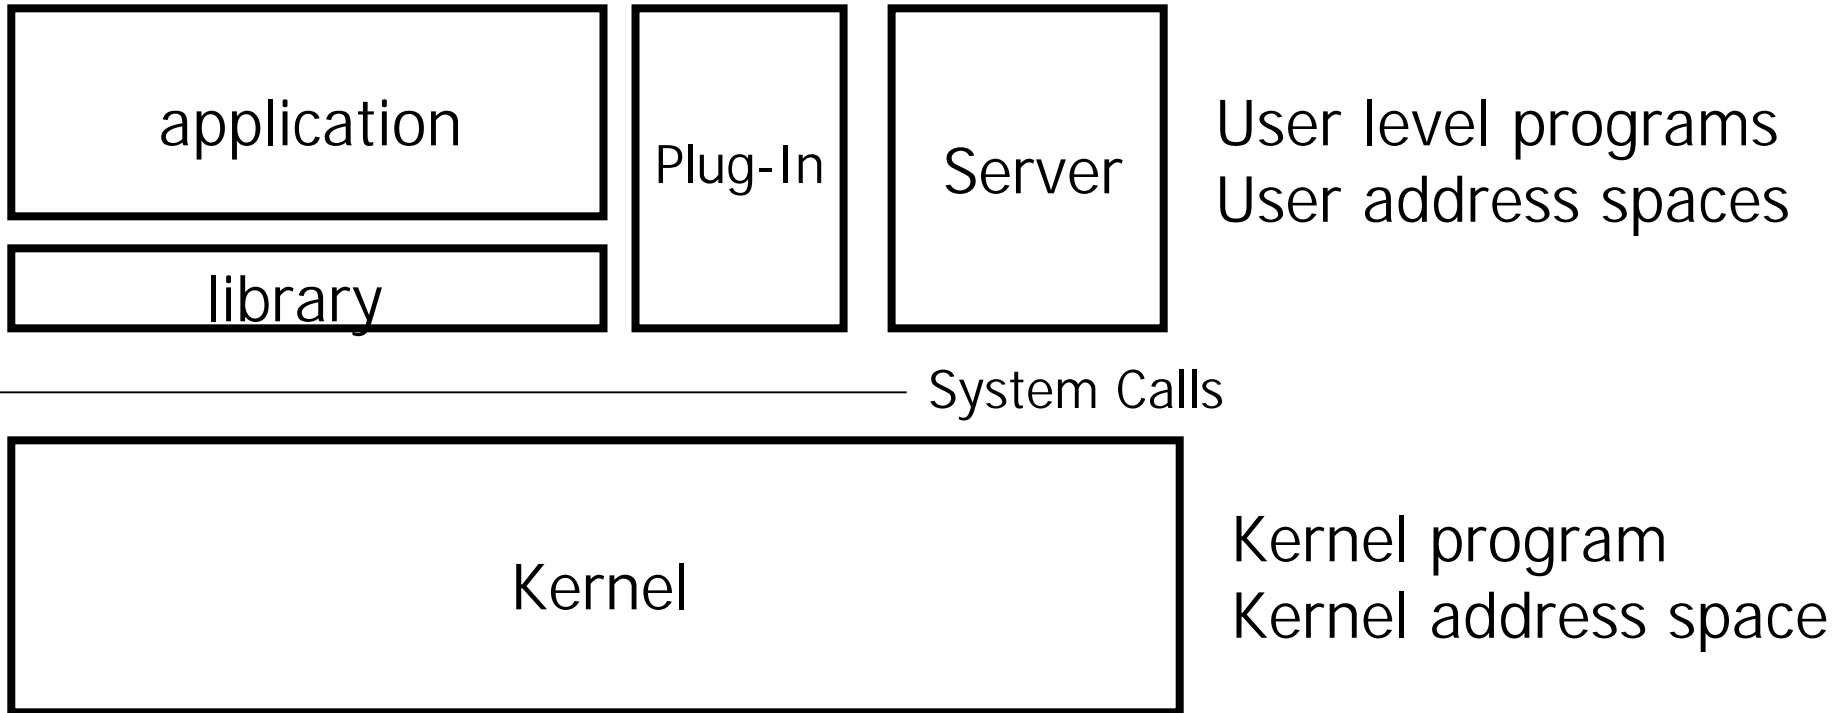 application
Plug-In
Server
User level programs
User address spaces
library
System Calls
Kernel
Kernel program
Kernel address space